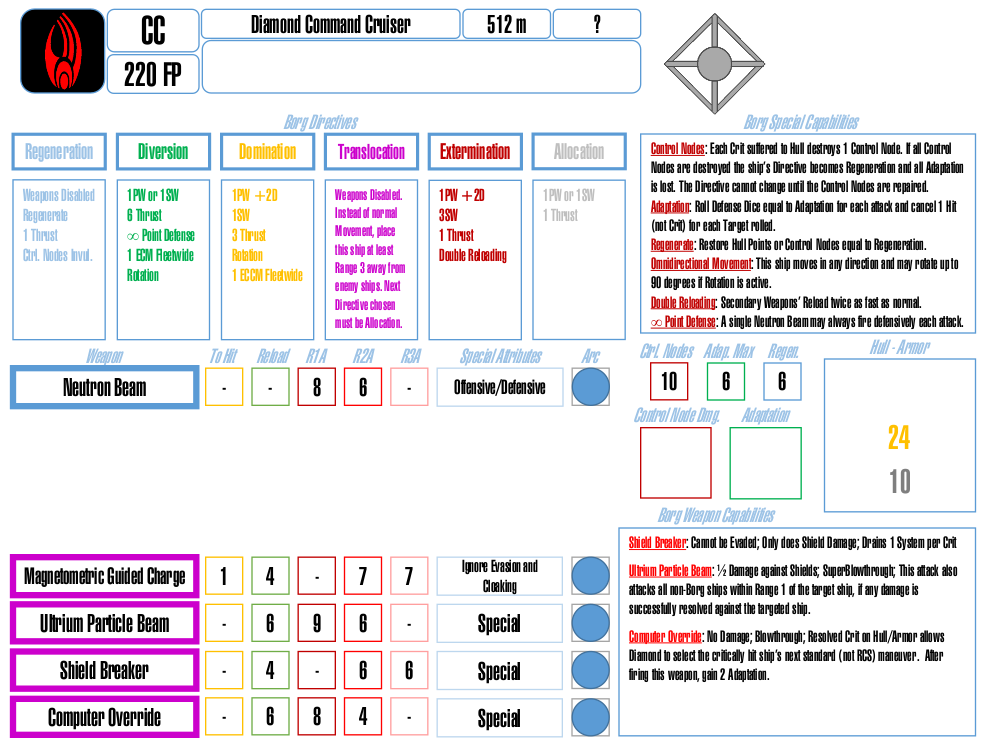 CC
Diamond Command Cruiser
512 m
?
220 FP
Borg Directives
Regeneration
Diversion
Domination
Translocation
Extermination
Allocation
Weapons Disabled
Regenerate
1 Thrust
Ctrl. Nodes Invul.
1PW or 1SW
6 Thrust
∞ Point Defense
1 ECM Fleetwide
Rotation
1PW +2D
1SW
3 Thrust
Rotation
1 ECCM Fleetwide
Weapons Disabled.
Instead of normal
Movement, place
this ship at least
Range 3 away from
enemy ships. Next
Directive chosen
must be Allocation.
1PW +2D
3SW
1 Thrust
Double Reloading
1PW or 1SW
1 Thrust
Borg Special Capabilities
Control Nodes: Each Crit suffered to Hull destroys 1 Control Node. If all Control
Nodes are destroyed the ship's Directive becomes Regeneration and all Adaptation
is lost. The Directive cannot change until the Control Nodes are repaired.
Adaptation: Roll Defense Dice equal to Adaptation for each attack and cancel 1 Hit
(not Crit) for each Target rolled.
Regenerate: Restore Hull Points or Control Nodes equal to Regeneration.
Omnidirectional Movement: This ship moves in any direction and may rotate up to
90 degrees if Rotation is active.
Double Reloading: Secondary Weapons' Reload twice as fast as normal.
∞ Point Defense: A single Neutron Beam may always fire defensively each attack.
Weapon To Hit Reload R1A R2A R3A Special Attributes Arc
Neutron Beam - - 8 6 - Offensive/Defensive
Ctrl. Nodes Adap. Max Regen. Hull - Armor
10 6 6
Control Node Dmg. Adaptation
24
10
Magnetometric Guided Charge 1 4 - 7 7 Ignore Evasion and
Cloaking
Ultrium Particle Beam - 6 9 6 - Special
Shield Breaker - 4 - 6 6 Special
Computer Override - 6 8 4 - Special
Borg Weapon Capabilities
Shield Breaker: Cannot be Evaded; Only does Shield Damage; Drains 1 System per Crit
Ultrium Particle Beam: ½ Damage against Shields; SuperBlowthrough; This attack also
attacks all non-Borg ships within Range 1 of the target ship, if any damage is
successfully resolved against the targeted ship.
Computer Override: No Damage; Blowthrough; Resolved Crit on Hull/Armor allows
Diamond to select the critically hit ship's next standard (not RCS) maneuver. After
firing this weapon, gain 2 Adaptation.